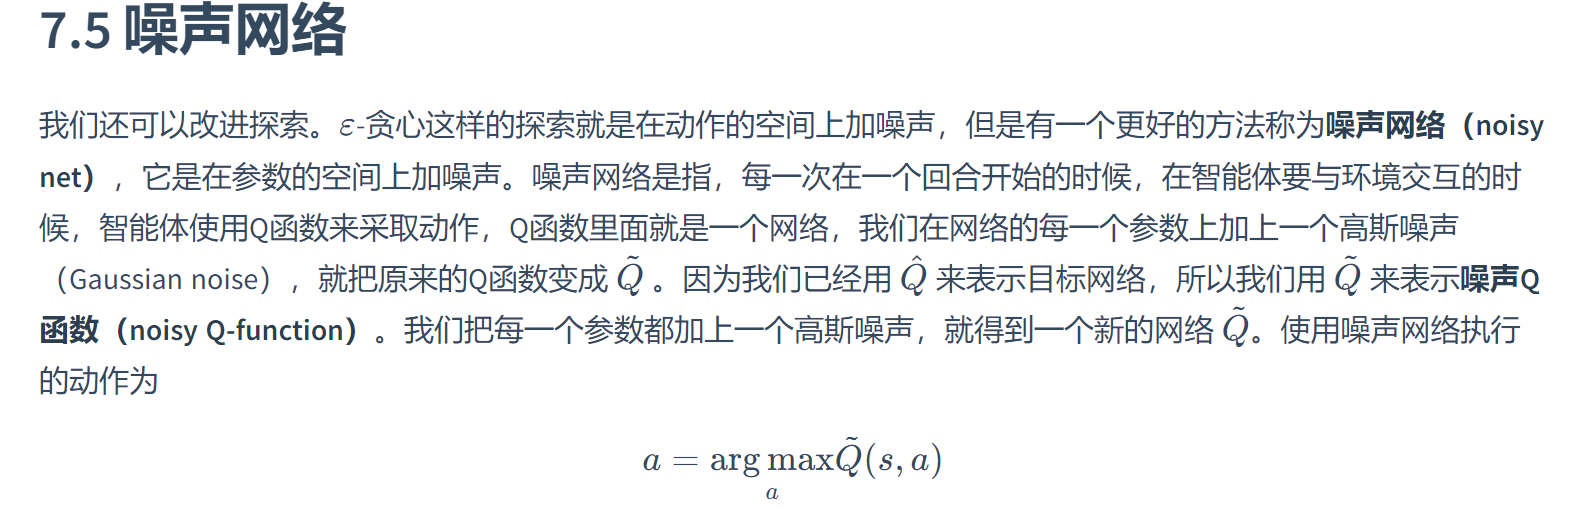 7.5 噪声网络
我们还可以改进探索。ε-贪心这样的探索就是在动作的空间上加噪声，但是有一个更好的方法称为噪声网络（noisy
net），它是在参数的空间上加噪声。噪声网络是指，每一次在一个回合开始的时候，在智能体要与环境交互的时
候，智能体使用Q函数来采取动作，Q函数里面就是一个网络，我们在网络的每一个参数上加上一个高斯噪声
（Gaussian noise），就把原来的Q函数变成 Q̃ 。因为我们已经用 Q̂ 来表示目标网络，所以我们用 Q̃ 来表示噪声Q
函数（noisy Q-function）。我们把每一个参数都加上一个高斯噪声，就得到一个新的网络 Q̃。使用噪声网络执行
的动作为
a = arg max Q̃(s, a)
a